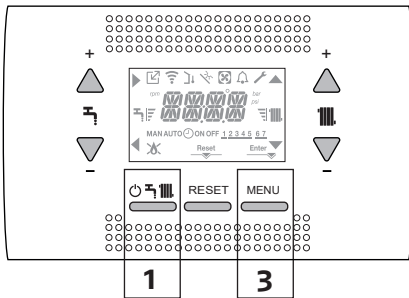 + +
rpm bar
psi
MAN AUTO ON OFF 1 2 3 4 5 6 7
Reset Enter
- -
RESET MENU
1 3